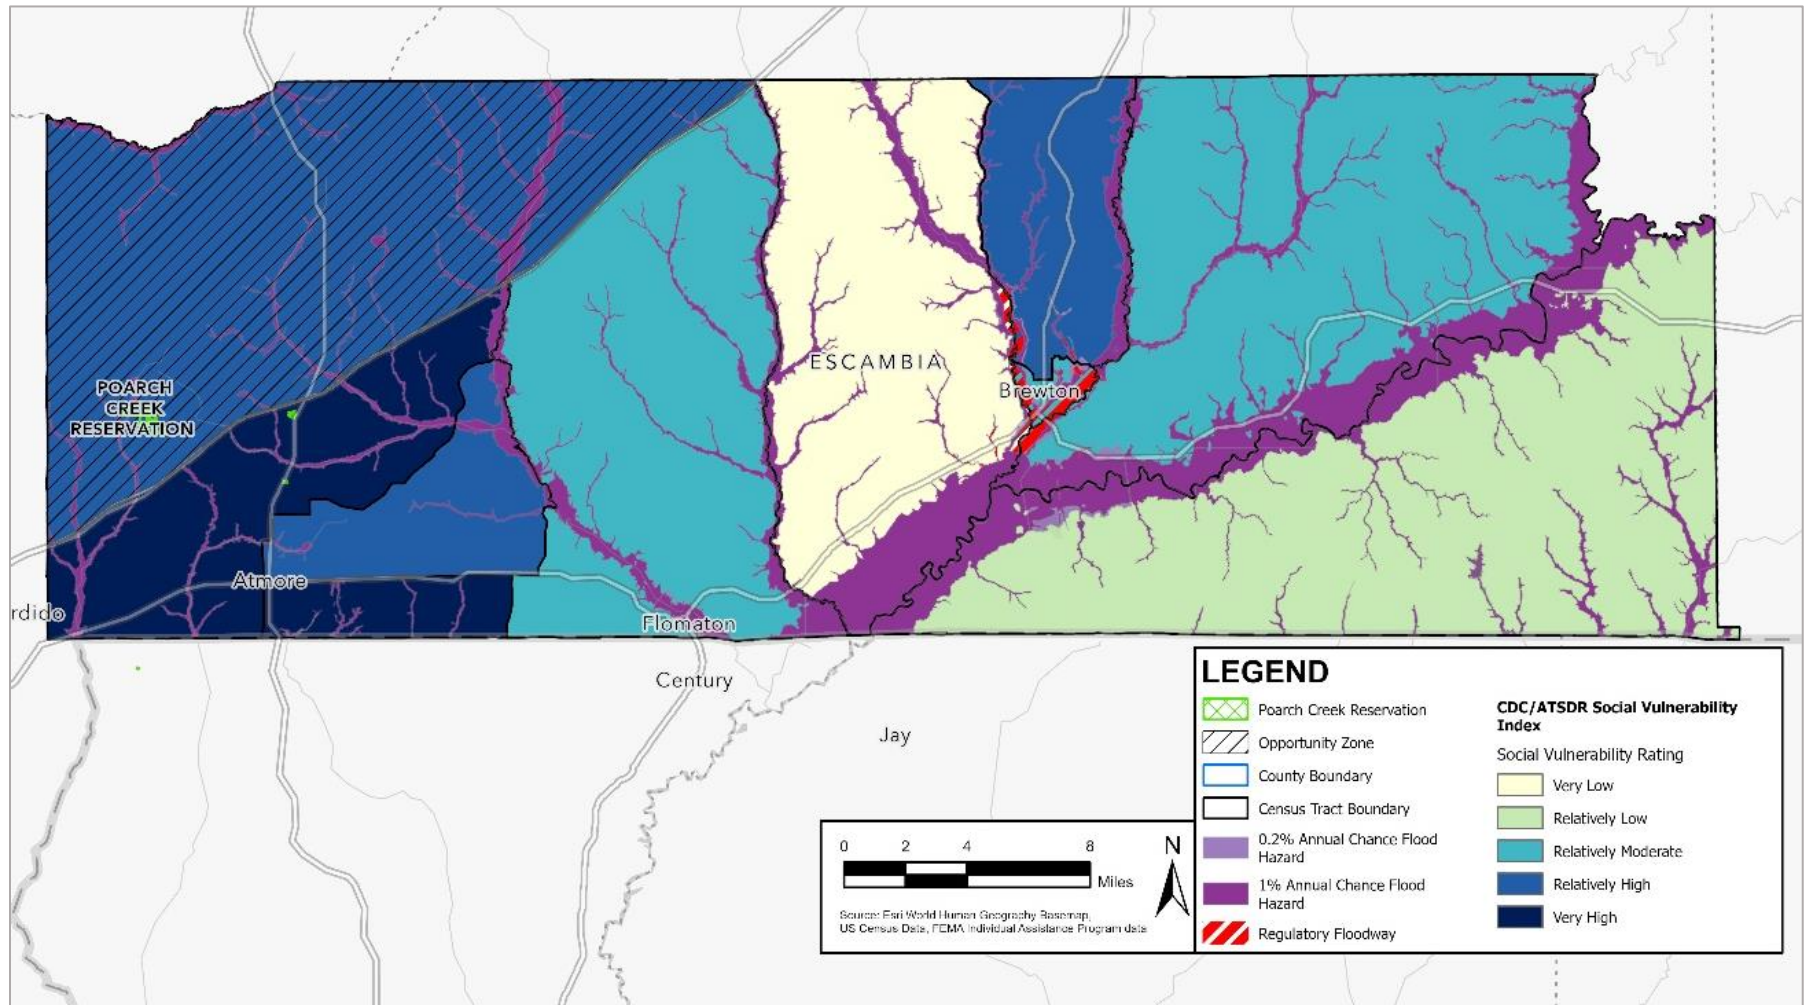 POARCH
CREEK
RESERVATION
ESCAMBIA
Brewton
Atmore
rdido
Flomaton
Century
Jay
LEGEND
Poarch Creek Reservation
Opportunity Zone
County Boundary
Census Tract Boundary
0.2% Annual Chance Flood
Hazard
1% Annual Chance Flood
Hazard
Regulatory Floodway
CDC/ATSDR Social Vulnerability
Index
Social Vulnerability Rating
Very Low
Relatively Low
Relatively Moderate
Relatively High
Very High
0 2 4 8
Miles
N
Source: Esri World Human Geography Basemap,
US Census Data, FEMA Individual Assistance Program data